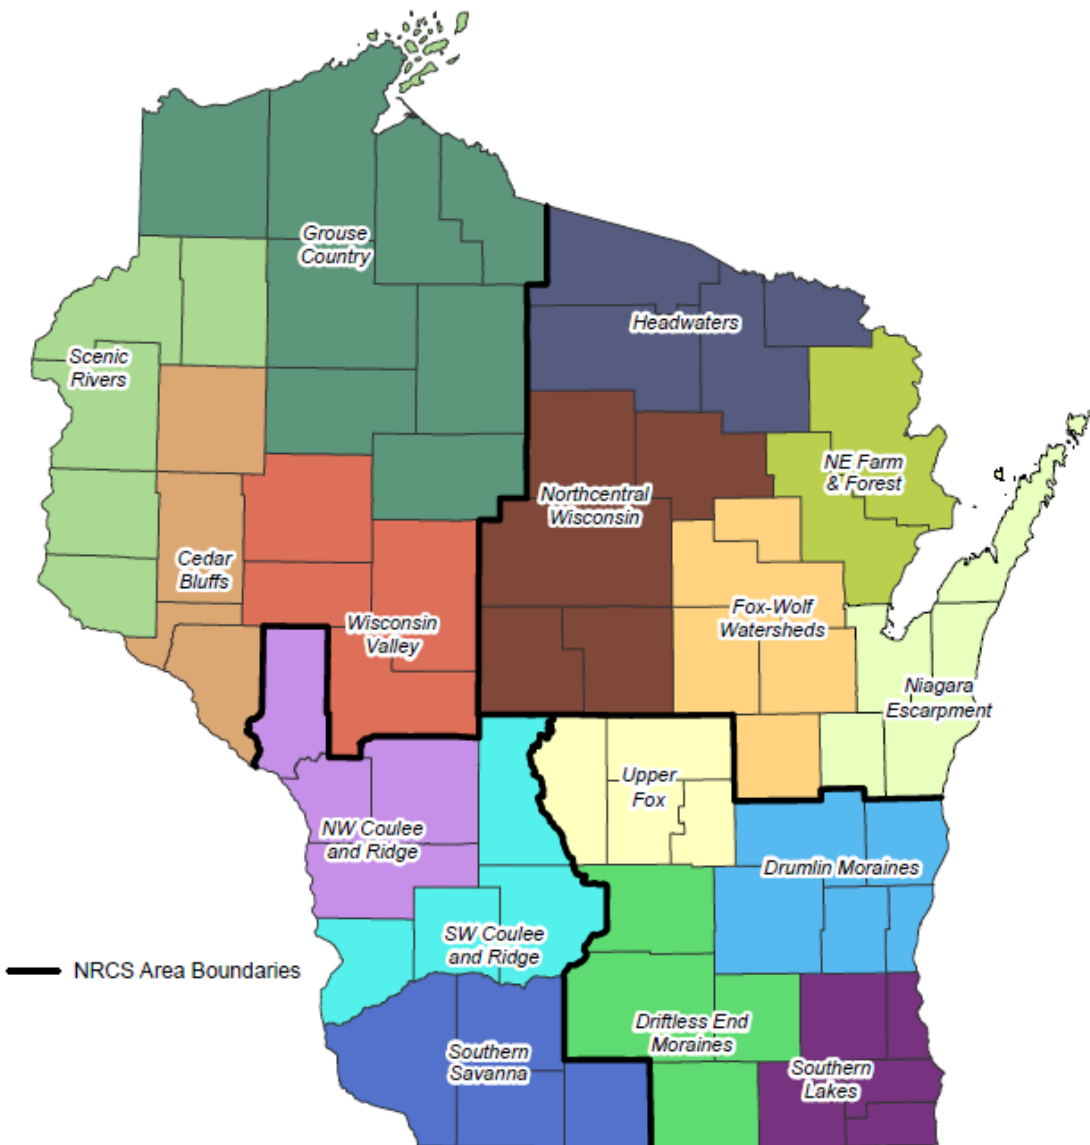 Grouse
Country
Headwaters
Scenic
Rivers
NE Farm
& Forest
Northcentral
Wisconsin
Cedar
Bluffs
Fox-Wolf
Watersheds
Wisconsin
Valley
Niagara
Escarpment
Upper
Fox
NW Coulee
and Ridge
Drumlin Moraines
SW Coulee
and Ridge
NRCS Area Boundaries
Driftless End
Moraines
Southern
Savanna
Southern
Lakes